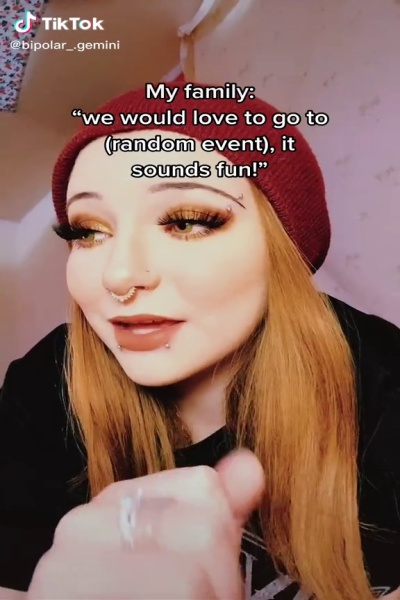 TikTok
@bipolar_.gemini
My family:
“we would love to go to
(random event), it
sounds fun!”